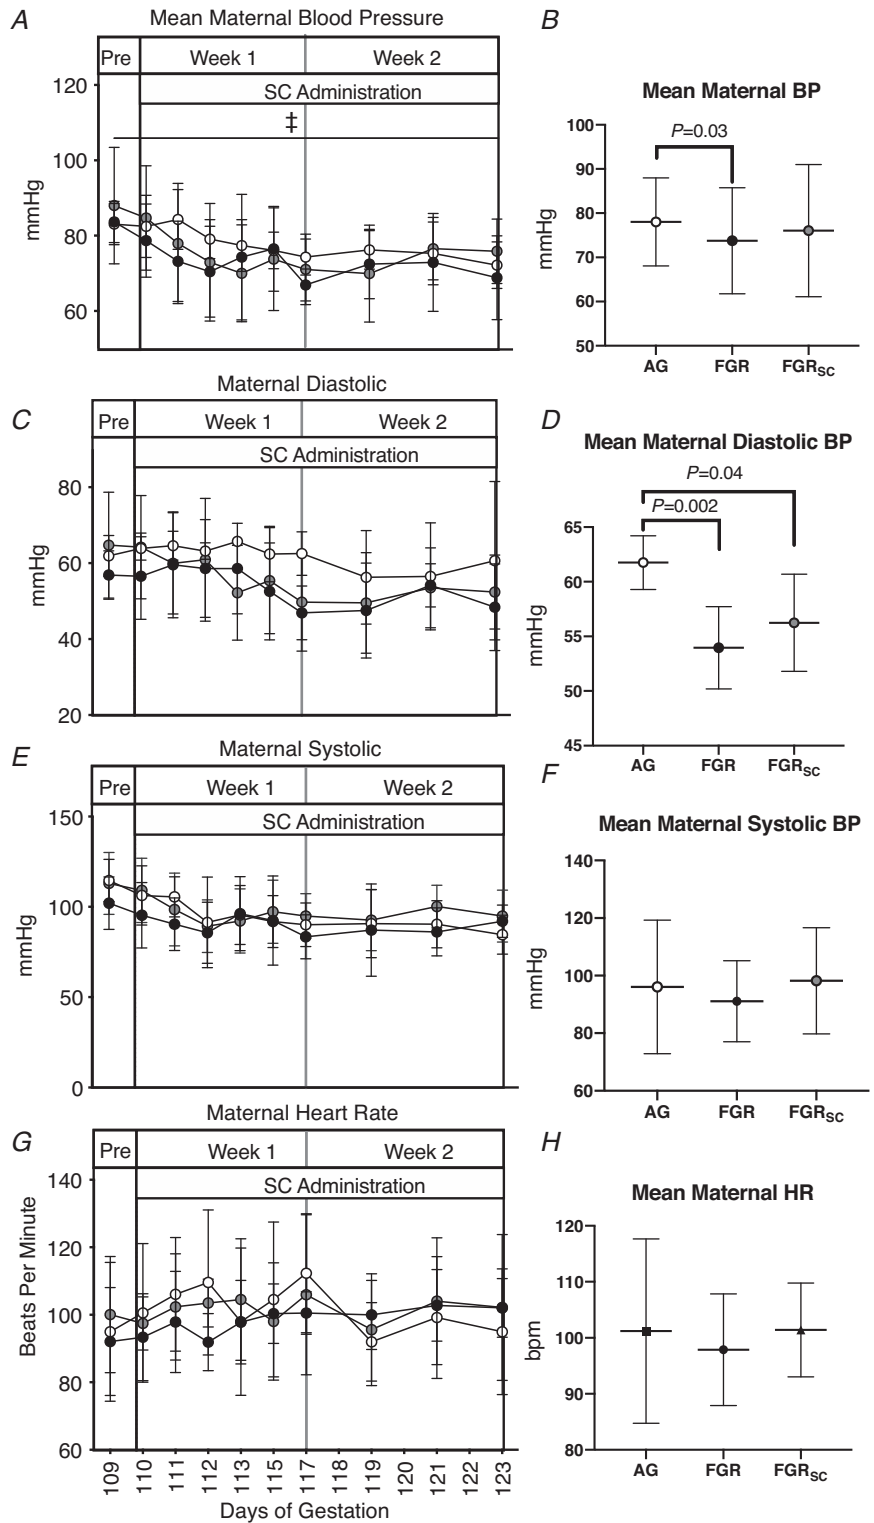 A
Mean Maternal Blood Pressure
Pre
Week 1
Week 2
SC Administration
‡
120
100
80
60
mmHg
B
Mean Maternal BP
P=0.03
100
90
80
70
60
50
mmHg
AG
FGR
FGRSC
C
Maternal Diastolic
Pre
Week 1
Week 2
SC Administration
80
60
40
20
mmHg
D
Mean Maternal Diastolic BP
P=0.04
P=0.002
65
60
55
50
45
mmHg
AG
FGR
FGRSC
E
Maternal Systolic
Pre
Week 1
Week 2
SC Administration
150
100
50
0
mmHg
F
Mean Maternal Systolic BP
140
120
100
80
60
mmHg
AG
FGR
FGRSC
G
Maternal Heart Rate
Pre
Week 1
Week 2
SC Administration
140
120
100
80
60
Beats Per Minute
109
110
111
112
113
115
117
118
119
120
121
122
123
Days of Gestation
H
Mean Maternal HR
120
110
100
90
80
bpm
AG
FGR
FGRSC